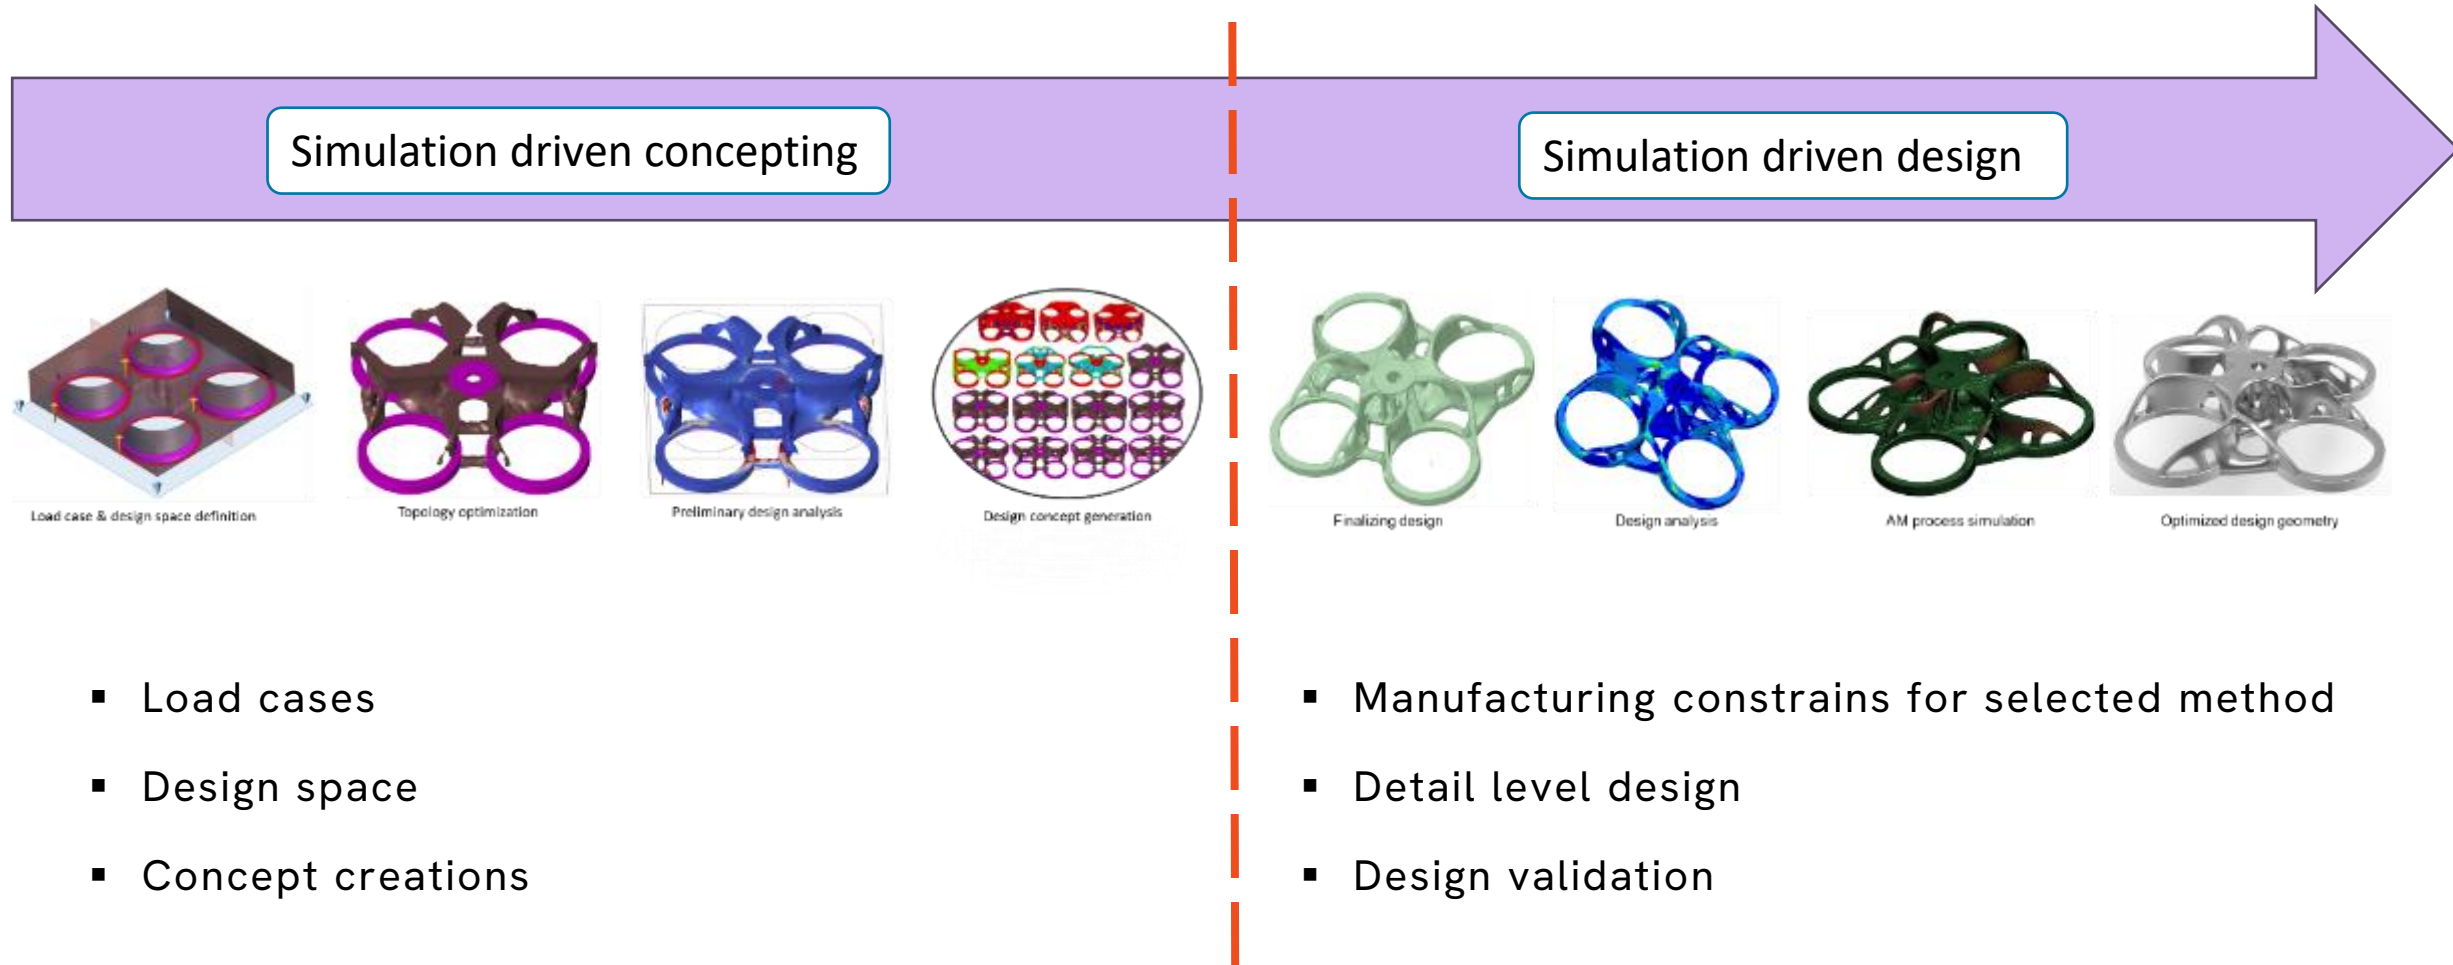 Simulation driven concepting
Simulation driven design
Load case & design space definition
Topology optimization
Preliminary design analysis
Design concept generation
Finalizing design
Design analysis
AM process simulation
Optimized design geometry
▪ Load cases
▪ Design space
▪ Concept creations
▪ Manufacturing constrains for selected method
▪ Detail level design
▪ Design validation